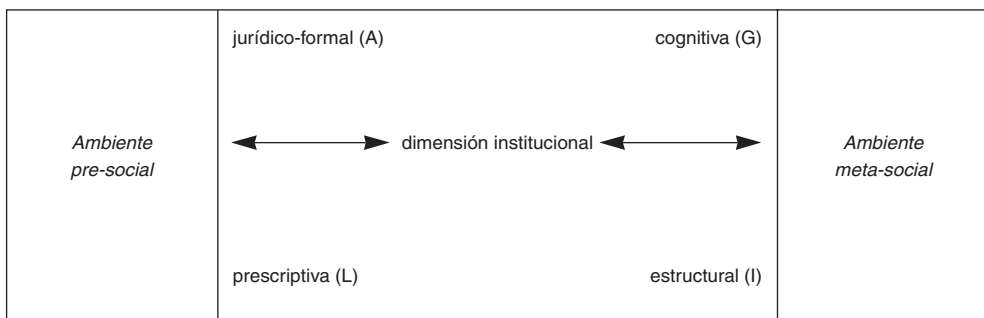 jurídico-formal (A)
cognitiva (G)
Ambiente
pre-social
dimensión institucional
Ambiente
meta-social
prescriptiva (L)
estructural (I)